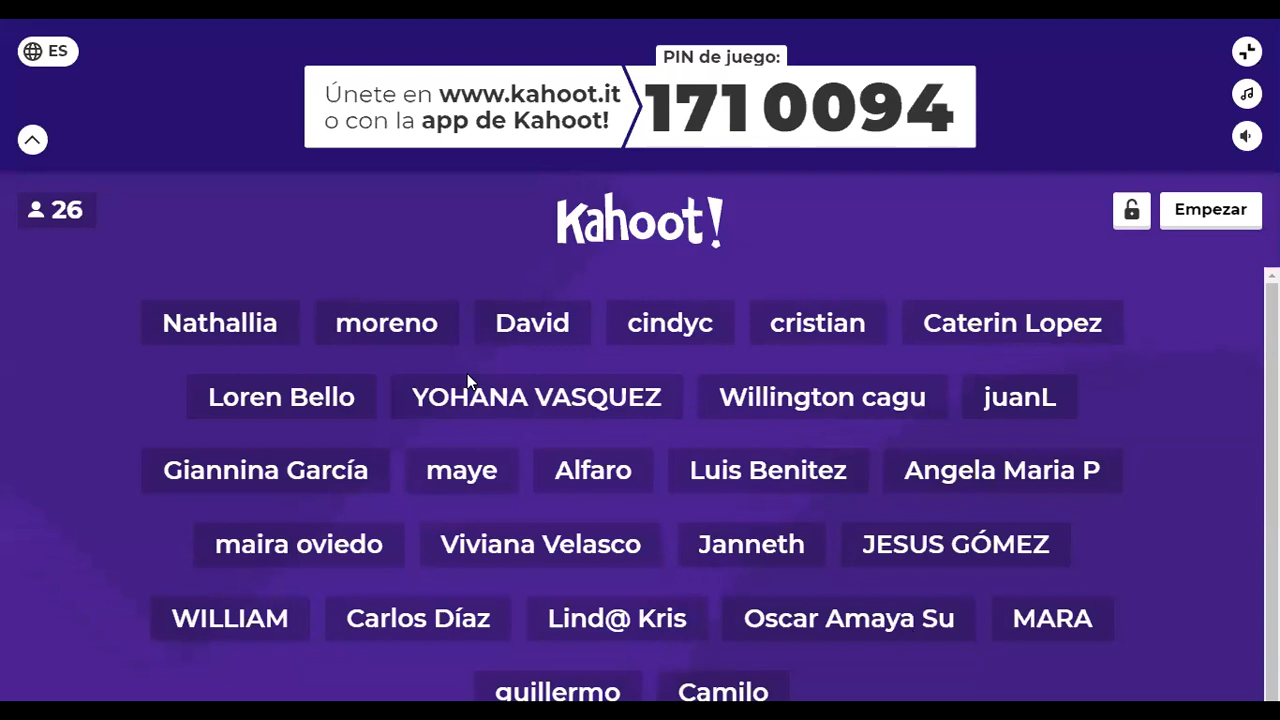 ES
PIN de juego:
Únete en www.kahoot.it
o con la app de Kahoot!
171 0094
26
Kahoot!
Empezar
Nathallia moreno David cindyc cristian Caterin Lopez
Loren Bello YOHANA VASQUEZ Willington cagu juanL
Giannina García maye Alfaro Luis Benitez Angela Maria P
maira oviedo Viviana Velasco Janneth JESUS GÓMEZ
WILLIAM Carlos Díaz Lind@ Kris Oscar Amaya Su MARA
guillermo Camilo